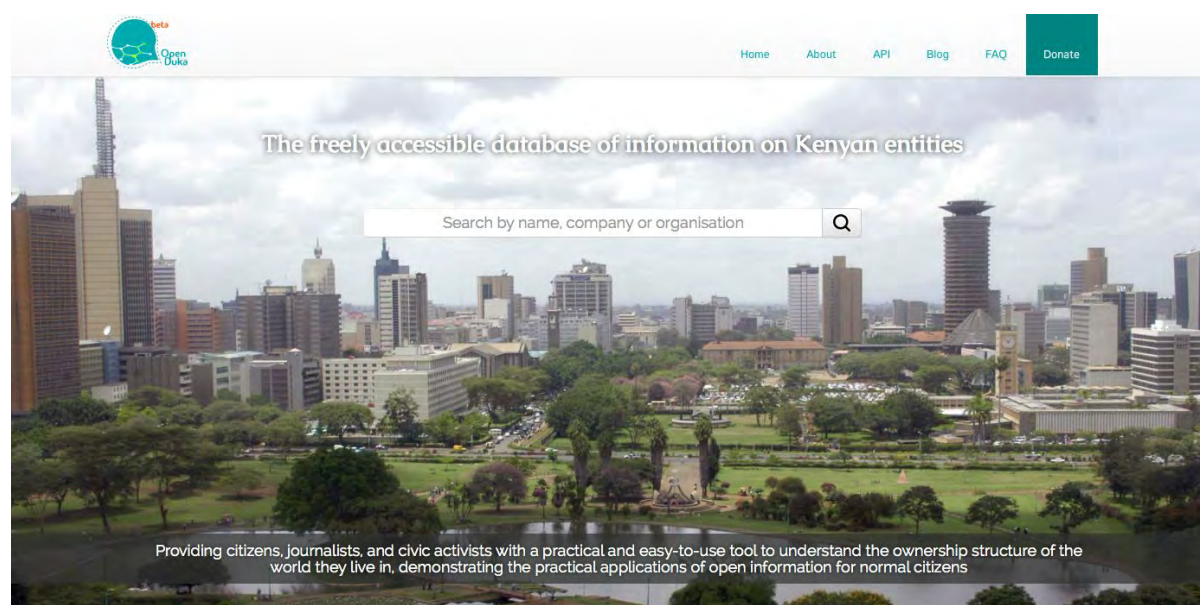 beta
Open
Duka
Home About API Blog FAQ Donate
The freely accessible database of information on Kenyan entities
Search by name, company or organisation
Providing citizens, journalists, and civic activists with a practical and easy-to-use tool to understand the ownership structure of the
world they live in, demonstrating the practical applications of open information for normal citizens